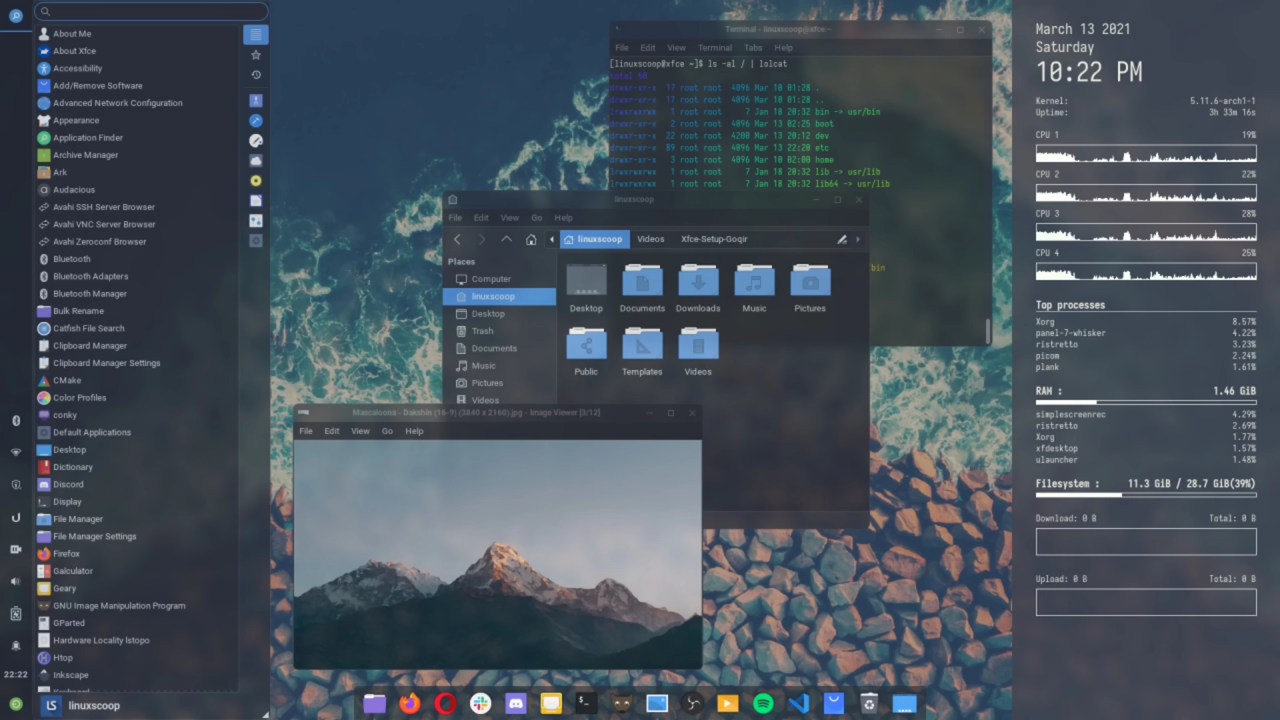 About Me
About Xfce
Accessibility
Add/Remove Software
Advanced Network Configuration
Appearance
Application Finder
Archive Manager
Ark
Audacious
Avahi SSH Server Browser
Avahi VNC Server Browser
Avahi Zeroconf Browser
Bluetooth
Bluetooth Adapters
Bluetooth Manager
Bulk Rename
Catfish File Search
Clipboard Manager
Clipboard Manager Settings
CMake
Color Profiles
conky
Default Applications
Desktop
Dictionary
Discord
Display
File Manager
File Manager Settings
Firefox
Galculator
Geary
GNU Image Manipulation Program
GParted
Hardware Locality lstopo
Htop
Inkscape
22:22
LS linuxscoop
Terminal - linuxscoop@xfce:~
File Edit View Terminal Tabs Help
[linuxscoop@xfce ~]$ ls -al / | lolcat
total 60
drwxr-xr-x 17 root root 4096 Mar 10 01:28 .
drwxr-xr-x 17 root root 4096 Mar 10 01:28 ..
lrwxrwxrwx 1 root root 7 Jan 18 20:32 bin -> usr/bin
drwxr-xr-x 2 root root 4096 Mar 13 02:25 boot
drwxr-xr-x 22 root root 4200 Mar 13 20:12 dev
drwxr-xr-x 89 root root 4096 Mar 13 22:20 etc
drwxr-xr-x 3 root root 4096 Mar 10 02:00 home
lrwxrwxrwx 1 root root 7 Jan 18 20:32 lib -> usr/lib
lrwxrwxrwx 1 root root 7 Jan 18 20:32 lib64 -> usr/lib
bin
linuxscoop
File Edit View Go Help
linuxscoop Videos Xfce-Setup-Goqir
Places
Computer
linuxscoop
Desktop
Trash
Documents
Music
Pictures
Videos
Desktop Documents Downloads Music Pictures
Public Templates Videos
Mascaloona - Dakshin (16-9) (3840 x 2160).jpg - Image Viewer [3/12]
File Edit View Go Help
March 13 2021
Saturday
10:22 PM
Kernel: 5.11.6-arch1-1
Uptime: 3h 33m 16s
CPU 1 19%
CPU 2 22%
CPU 3 28%
CPU 4 25%
Top processes
Xorg 8.57%
panel-7-whisker 4.22%
ristretto 3.23%
picom 2.24%
plank 1.61%
RAM : 1.46 GiB
simplescreenrec 4.29%
ristretto 2.69%
Xorg 1.77%
xfdesktop 1.57%
ulauncher 1.48%
Filesystem : 11.3 GiB / 28.7 GiB(39%)
Download: 0 B Total: 0 B
Upload: 0 B Total: 0 B